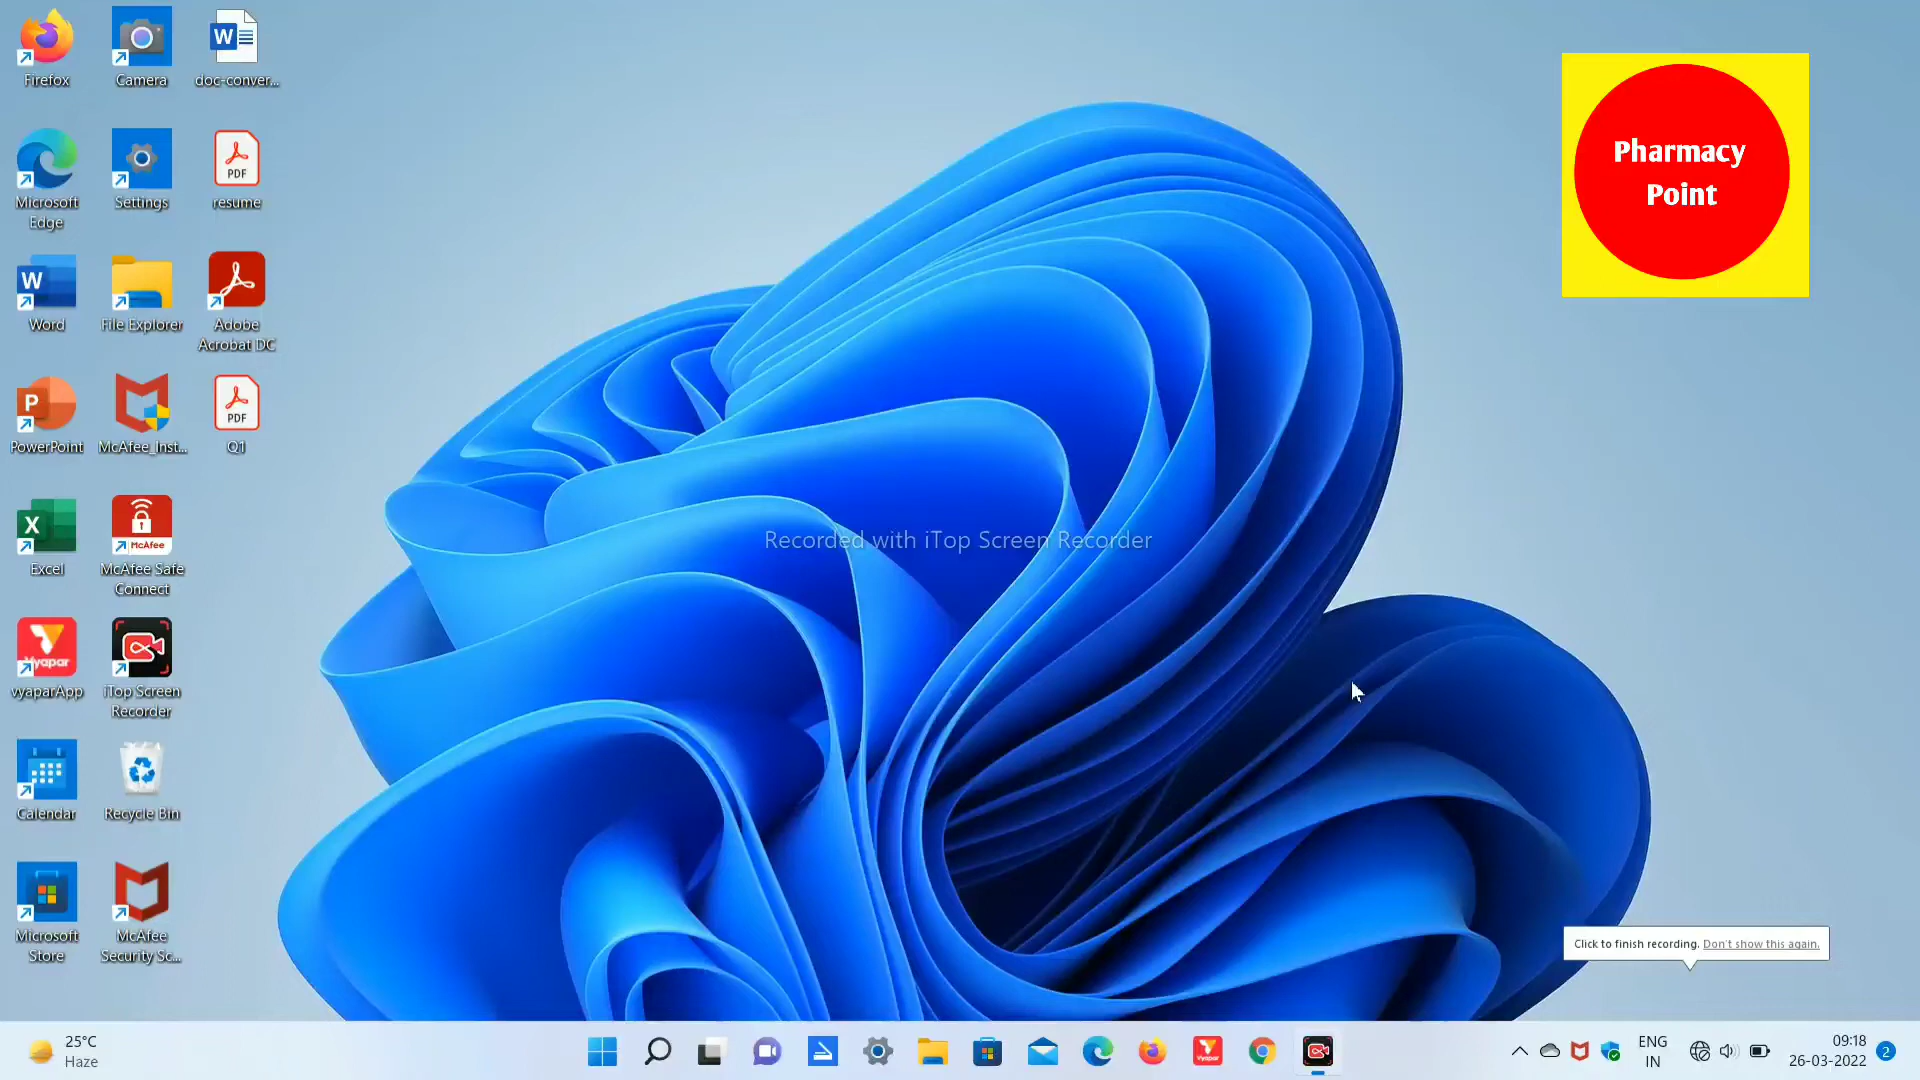 Firefox
Camera
doc-conver...
Microsoft
Edge
Settings
PDF
resume
W
Word
File Explorer
Adobe
Acrobat DC
P
PowerPoint
McAfee_Inst...
PDF
Q1
X
Excel
McAfee
McAfee Safe
Connect
Vyapar
vyaparApp
iTop Screen
Recorder
Calendar
Recycle Bin
Microsoft
Store
McAfee
Security Sc...
W
Pharmacy
Point
Recorded with iTop Screen Recorder
Click to finish recording. Don't show this again.
25°C
Haze
Vyapar
ENG
IN
09:18
26-03-2022
2